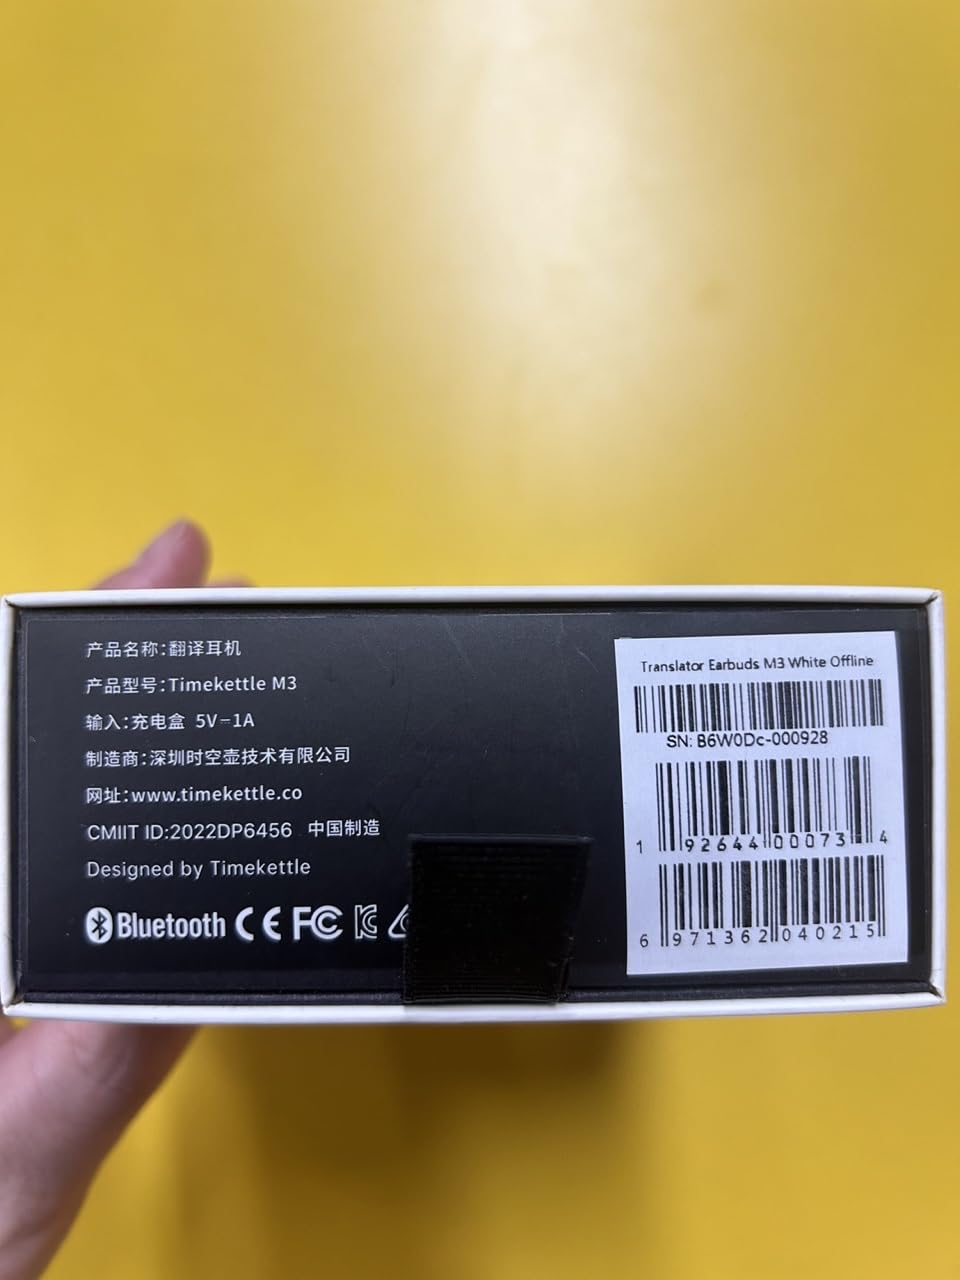 产品名称:翻译耳机
产品型号:Timekettle M3
输入:充电盒 5V⎓1A
制造商:深圳时空壶技术有限公司
网址:www.timekettle.co
CMIIT ID:2022DP6456 中国制造
Designed by Timekettle
Bluetooth CE FC
Translator Earbuds M3 White Offline
SN: B6W0Dc-000928
1 92644 00073 4
6 971362 040215